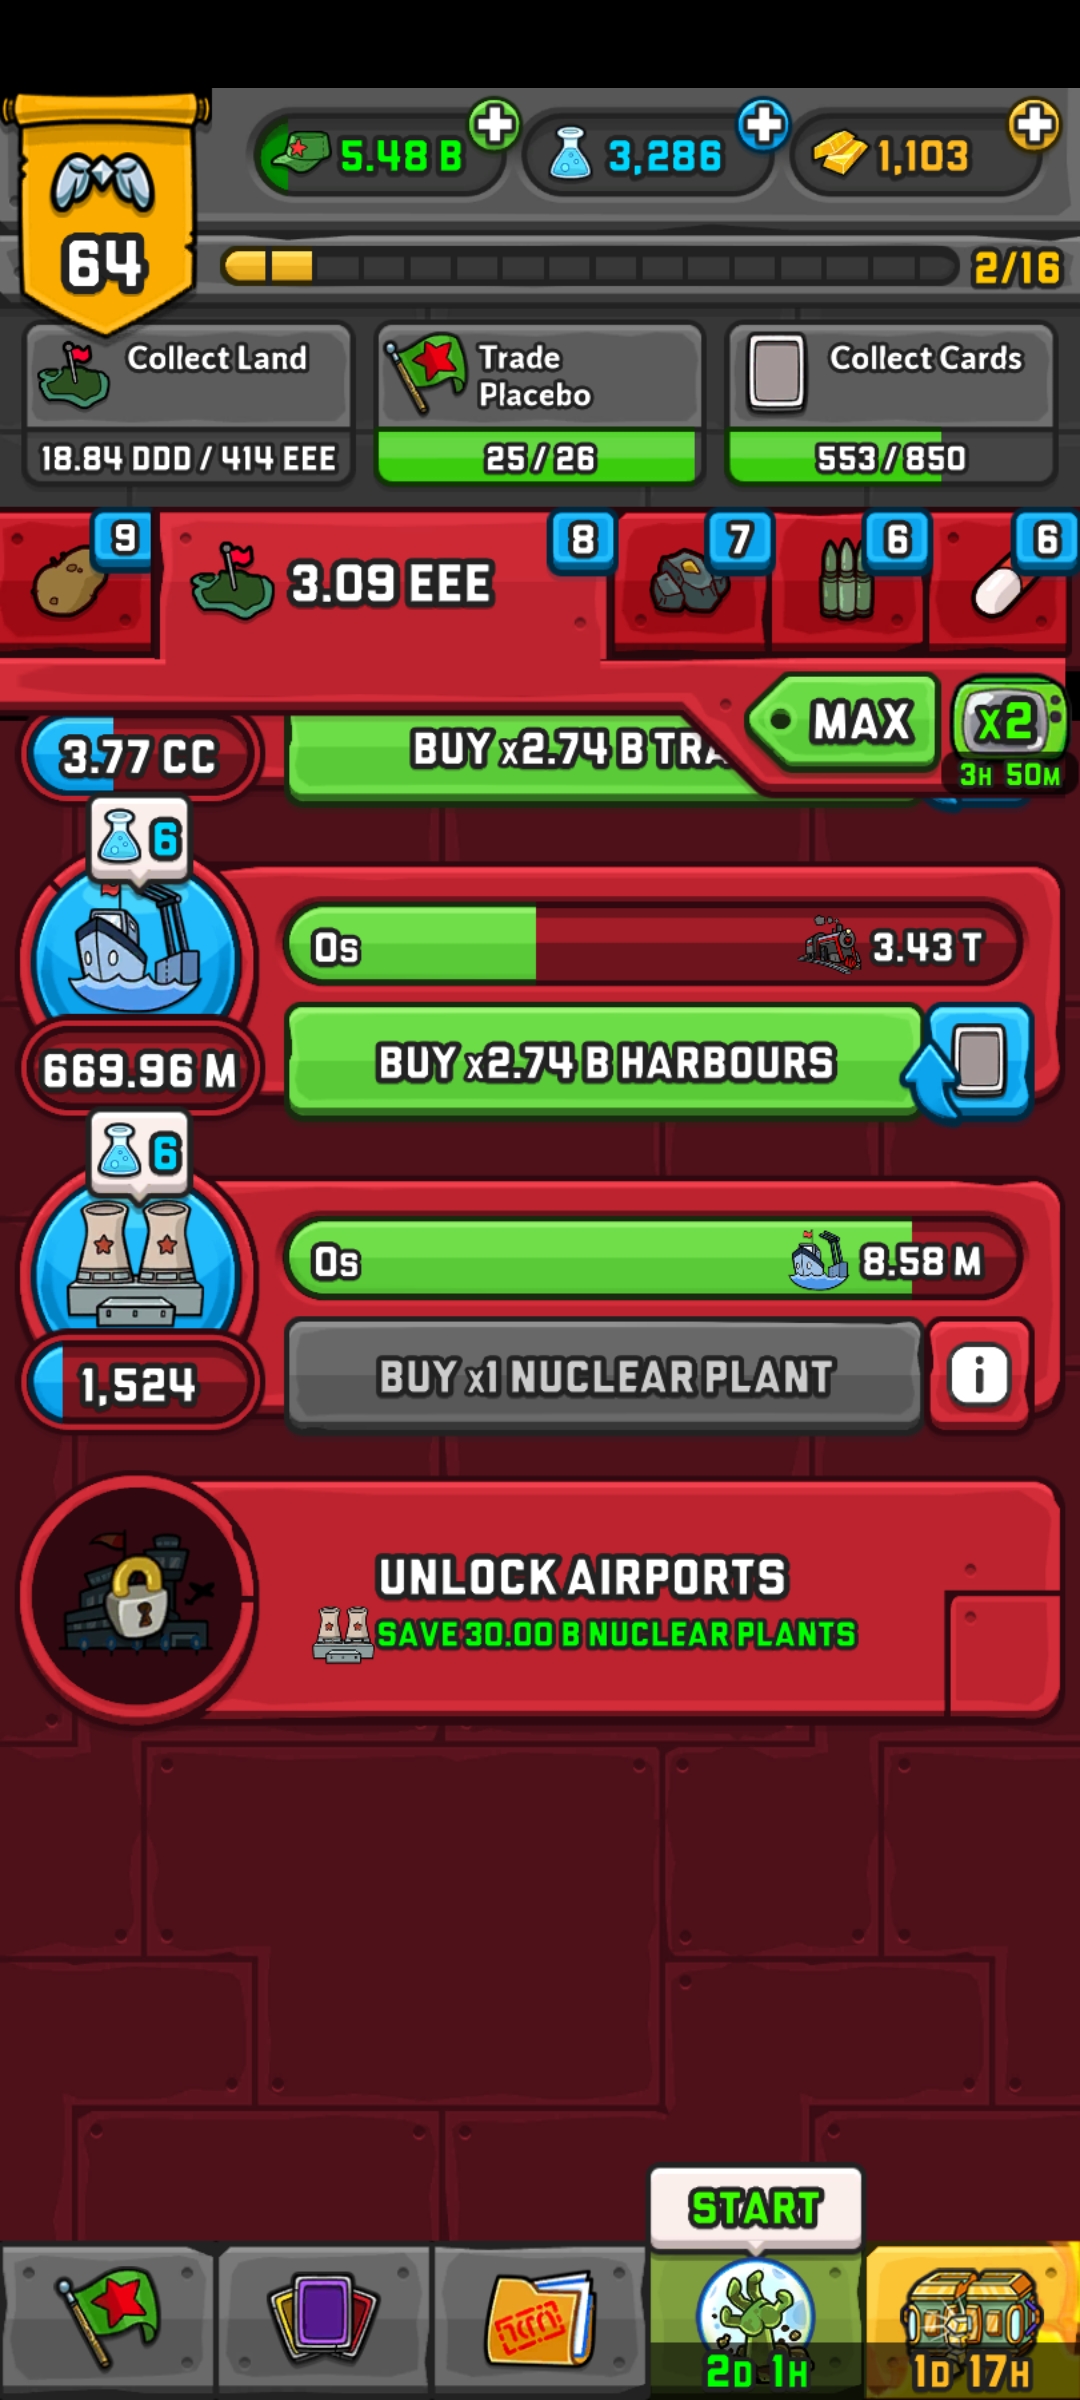 5.48 B
3,286
1,103
64
2/16
Collect Land
18.84 DDD / 414 EEE
Trade
Placebo
25 / 26
Collect Cards
553 / 850
9
3.09 EEE
8
7
6
6
MAX
x2
3H 50M
3.77 CC
BUY x2.74 B TRA
6
0s
3.43 T
669.96 M
BUY x2.74 B HARBOURS
6
0s
8.58 M
1,524
BUY x1 NUCLEAR PLANT
i
UNLOCK AIRPORTS
SAVE 30.00 B NUCLEAR PLANTS
START
2D 1H
1D 17H